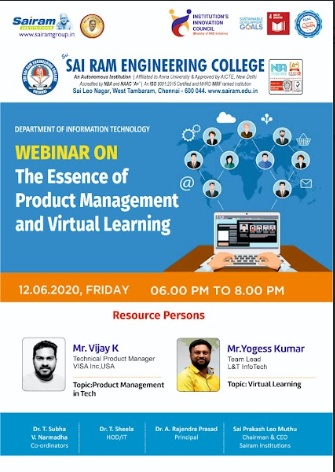 Sairam
INSTITUTIONS
www.sairamgroup.in
INSTITUTION'S
INNOVATION
COUNCIL
SUSTAINABLE
DEVELOPMENT
GOALS
SAI RAM ENGINEERING COLLEGE
An Autonomous Institution | Affiliated to Anna University & Approved by AICTE, New Delhi
Sai Leo Nagar, West Tambaram, Chennai - 600 044. www.sairam.edu.in
DEPARTMENT OF INFORMATION TECHNOLOGY
WEBINAR ON
The Essence of
Product Management
and Virtual Learning
12.06.2020, FRIDAY 06.00 PM TO 8.00 PM
Resource Persons
Mr. Vijay K
Technical Product Manager
VISA Inc,USA
Topic:Product Management
in Tech
Mr.Yogess Kumar
Team Lead
L&T InfoTech
Topic: Virtual Learning
Dr. T. Subha
V. Narmadha
Co-ordinators
Dr. T. Sheela
HOD/IT
Dr. A. Rajendra Prasad
Principal
Sai Prakash Leo Muthu
Chairman & CEO
Sairam Institutions